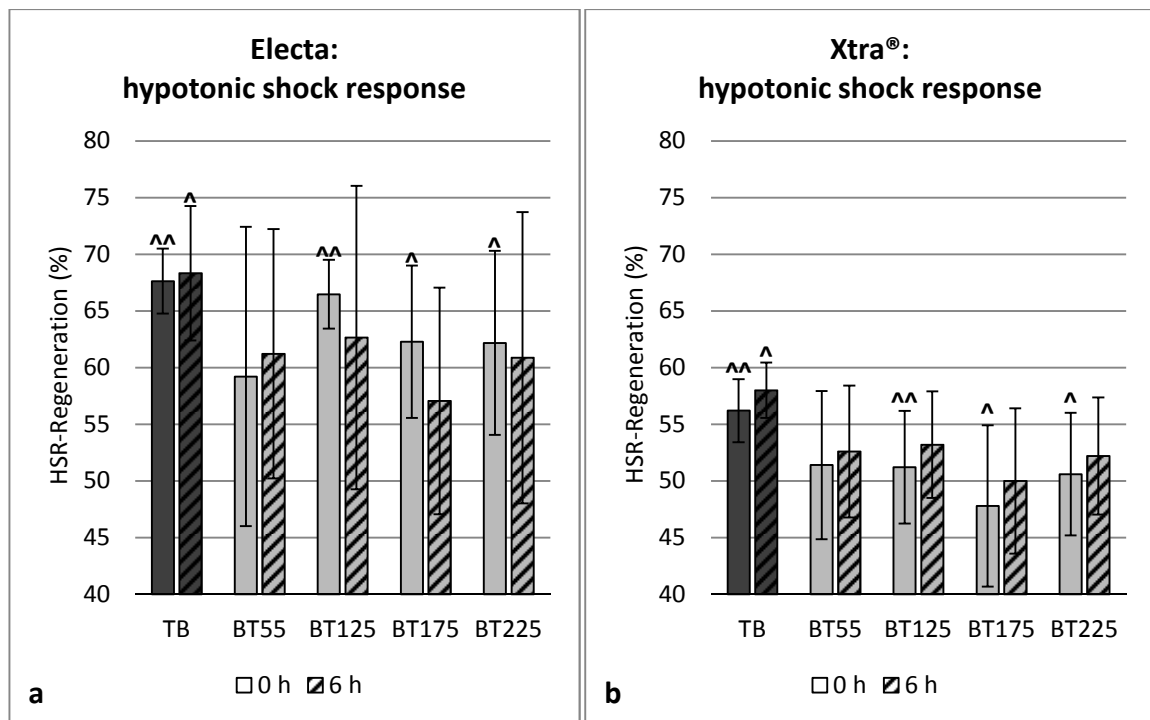 Electa:
hypotonic shock response
HSR-Regeneration (%)
80
75
70
65
60
55
50
45
40
^^
^
^^
^
^
TB
BT55
BT125
BT175
BT225
0 h
6 h
a
Xtra®:
hypotonic shock response
HSR-Regeneration (%)
80
75
70
65
60
55
50
45
40
^^
^
^^
^
^
TB
BT55
BT125
BT175
BT225
0 h
6 h
b